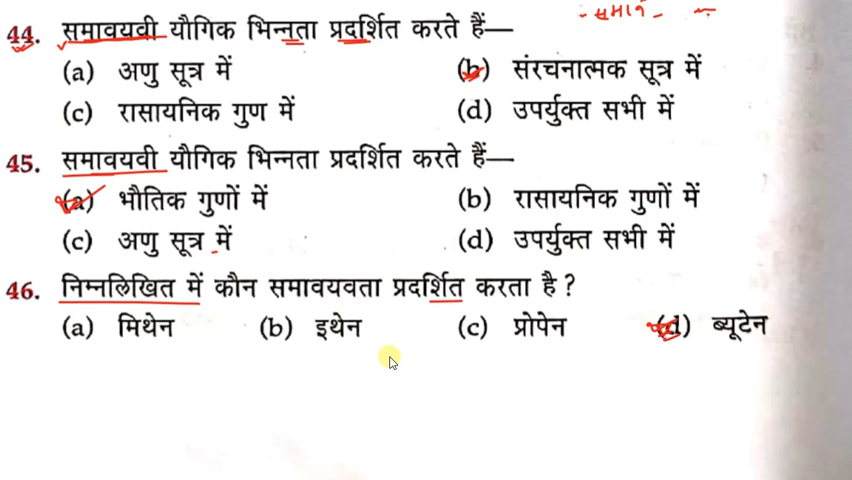 समान
44. समावयवी यौगिक भिन्नता प्रदर्शित करते हैं—
(a) अणु सूत्र में (b) संरचनात्मक सूत्र में
(c) रासायनिक गुण में (d) उपर्युक्त सभी में
45. समावयवी यौगिक भिन्नता प्रदर्शित करते हैं—
(a) भौतिक गुणों में (b) रासायनिक गुणों में
(c) अणु सूत्र में (d) उपर्युक्त सभी में
46. निम्नलिखित में कौन समावयवता प्रदर्शित करता है ?
(a) मिथेन (b) इथेन (c) प्रोपेन (d) ब्यूटेन